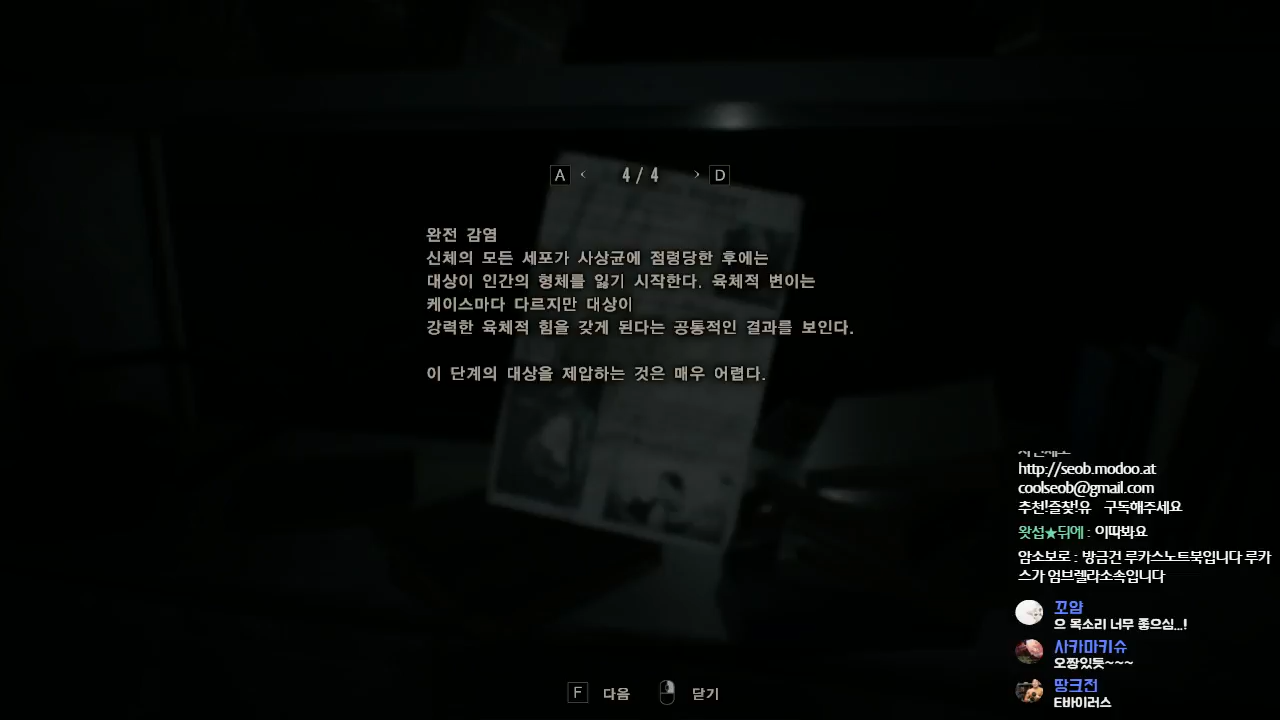 A < 4 / 4 > D
완전 감염
신체의 모든 세포가 사상균에 점령당한 후에는
대상이 인간의 형체를 잃기 시작한다. 육체적 변이는
케이스마다 다르지만 대상이
강력한 육체적 힘을 갖게 된다는 공통적인 결과를 보인다.
이 단계의 대상을 제압하는 것은 매우 어렵다.
http://seob.modoo.at
coolseob@gmail.com
추천!즐찾!유 구독해주세요
왓섭★뒤에 : 이따봐요
암소보로 : 방금건 루카스노트북입니다 루카
스가 엄브렐라소속입니다
꼬얌
으 목소리 너무 좋으심...!
사카마키슈
오짱있듯~~~
땅크전
E바이러스
F 다음 닫기